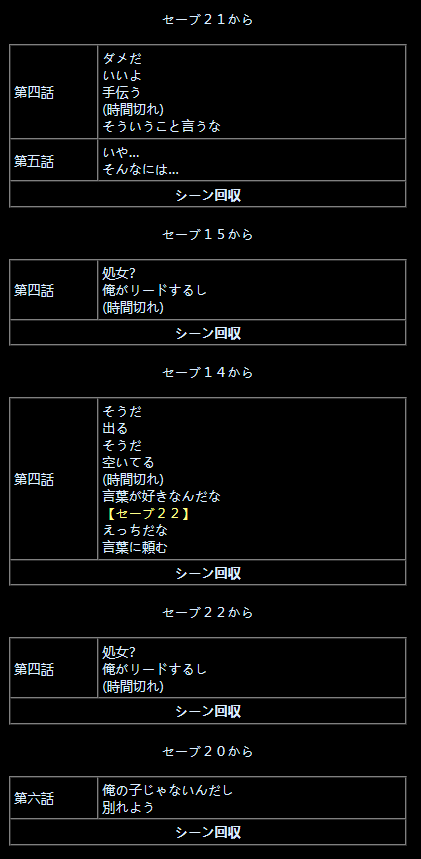 セーブ２１から
第四話
ダメだ
いいよ
手伝う
(時間切れ)
そういうこと言うな
第五話
いや…
そんなには…
シーン回収
セーブ１５から
第四話
処女?
俺がリードするし
(時間切れ)
シーン回収
セーブ１４から
第四話
そうだ
出る
そうだ
空いてる
(時間切れ)
言葉が好きなんだな
【セーブ２２】
えっちだな
言葉に頼む
シーン回収
セーブ２２から
第四話
処女?
俺がリードするし
(時間切れ)
シーン回収
セーブ２０から
第六話
俺の子じゃないんだし
別れよう
シーン回収